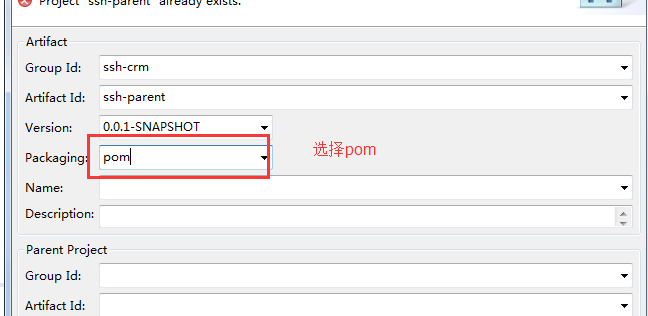 Project "ssh-parent" already exists.
Artifact
Group Id: ssh-crm
Artifact Id: ssh-parent
Version: 0.0.1-SNAPSHOT
Packaging: pom 选择pom
Name:
Description:
Parent Project
Group Id:
Artifact Id: